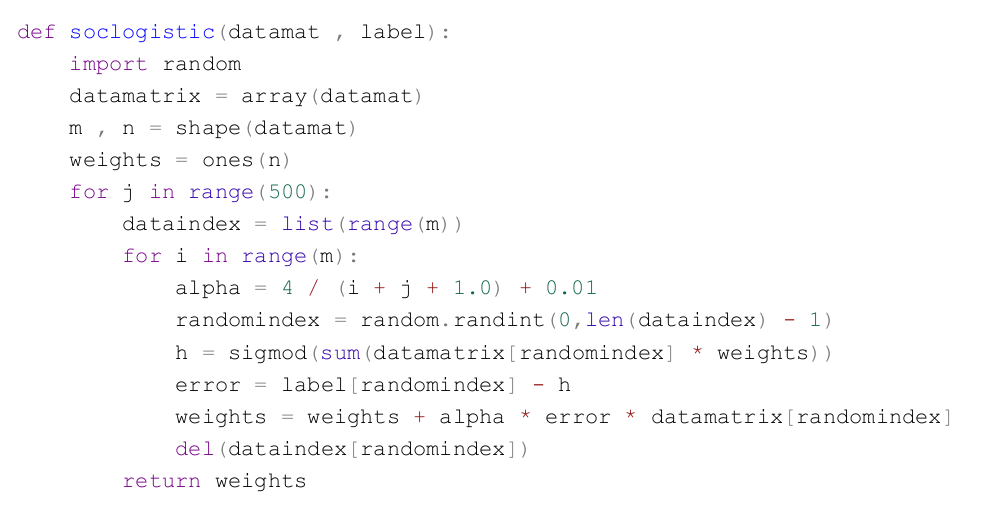 def soclogistic(datamat , label):
    import random
    datamatrix = array(datamat)
    m , n = shape(datamat)
    weights = ones(n)
    for j in range(500):
        dataindex = list(range(m))
        for i in range(m):
            alpha = 4 / (i + j + 1.0) + 0.01
            randomindex = random.randint(0,len(dataindex) - 1)
            h = sigmod(sum(datamatrix[randomindex] * weights))
            error = label[randomindex] - h
            weights = weights + alpha * error * datamatrix[randomindex]
            del(dataindex[randomindex])
        return weights